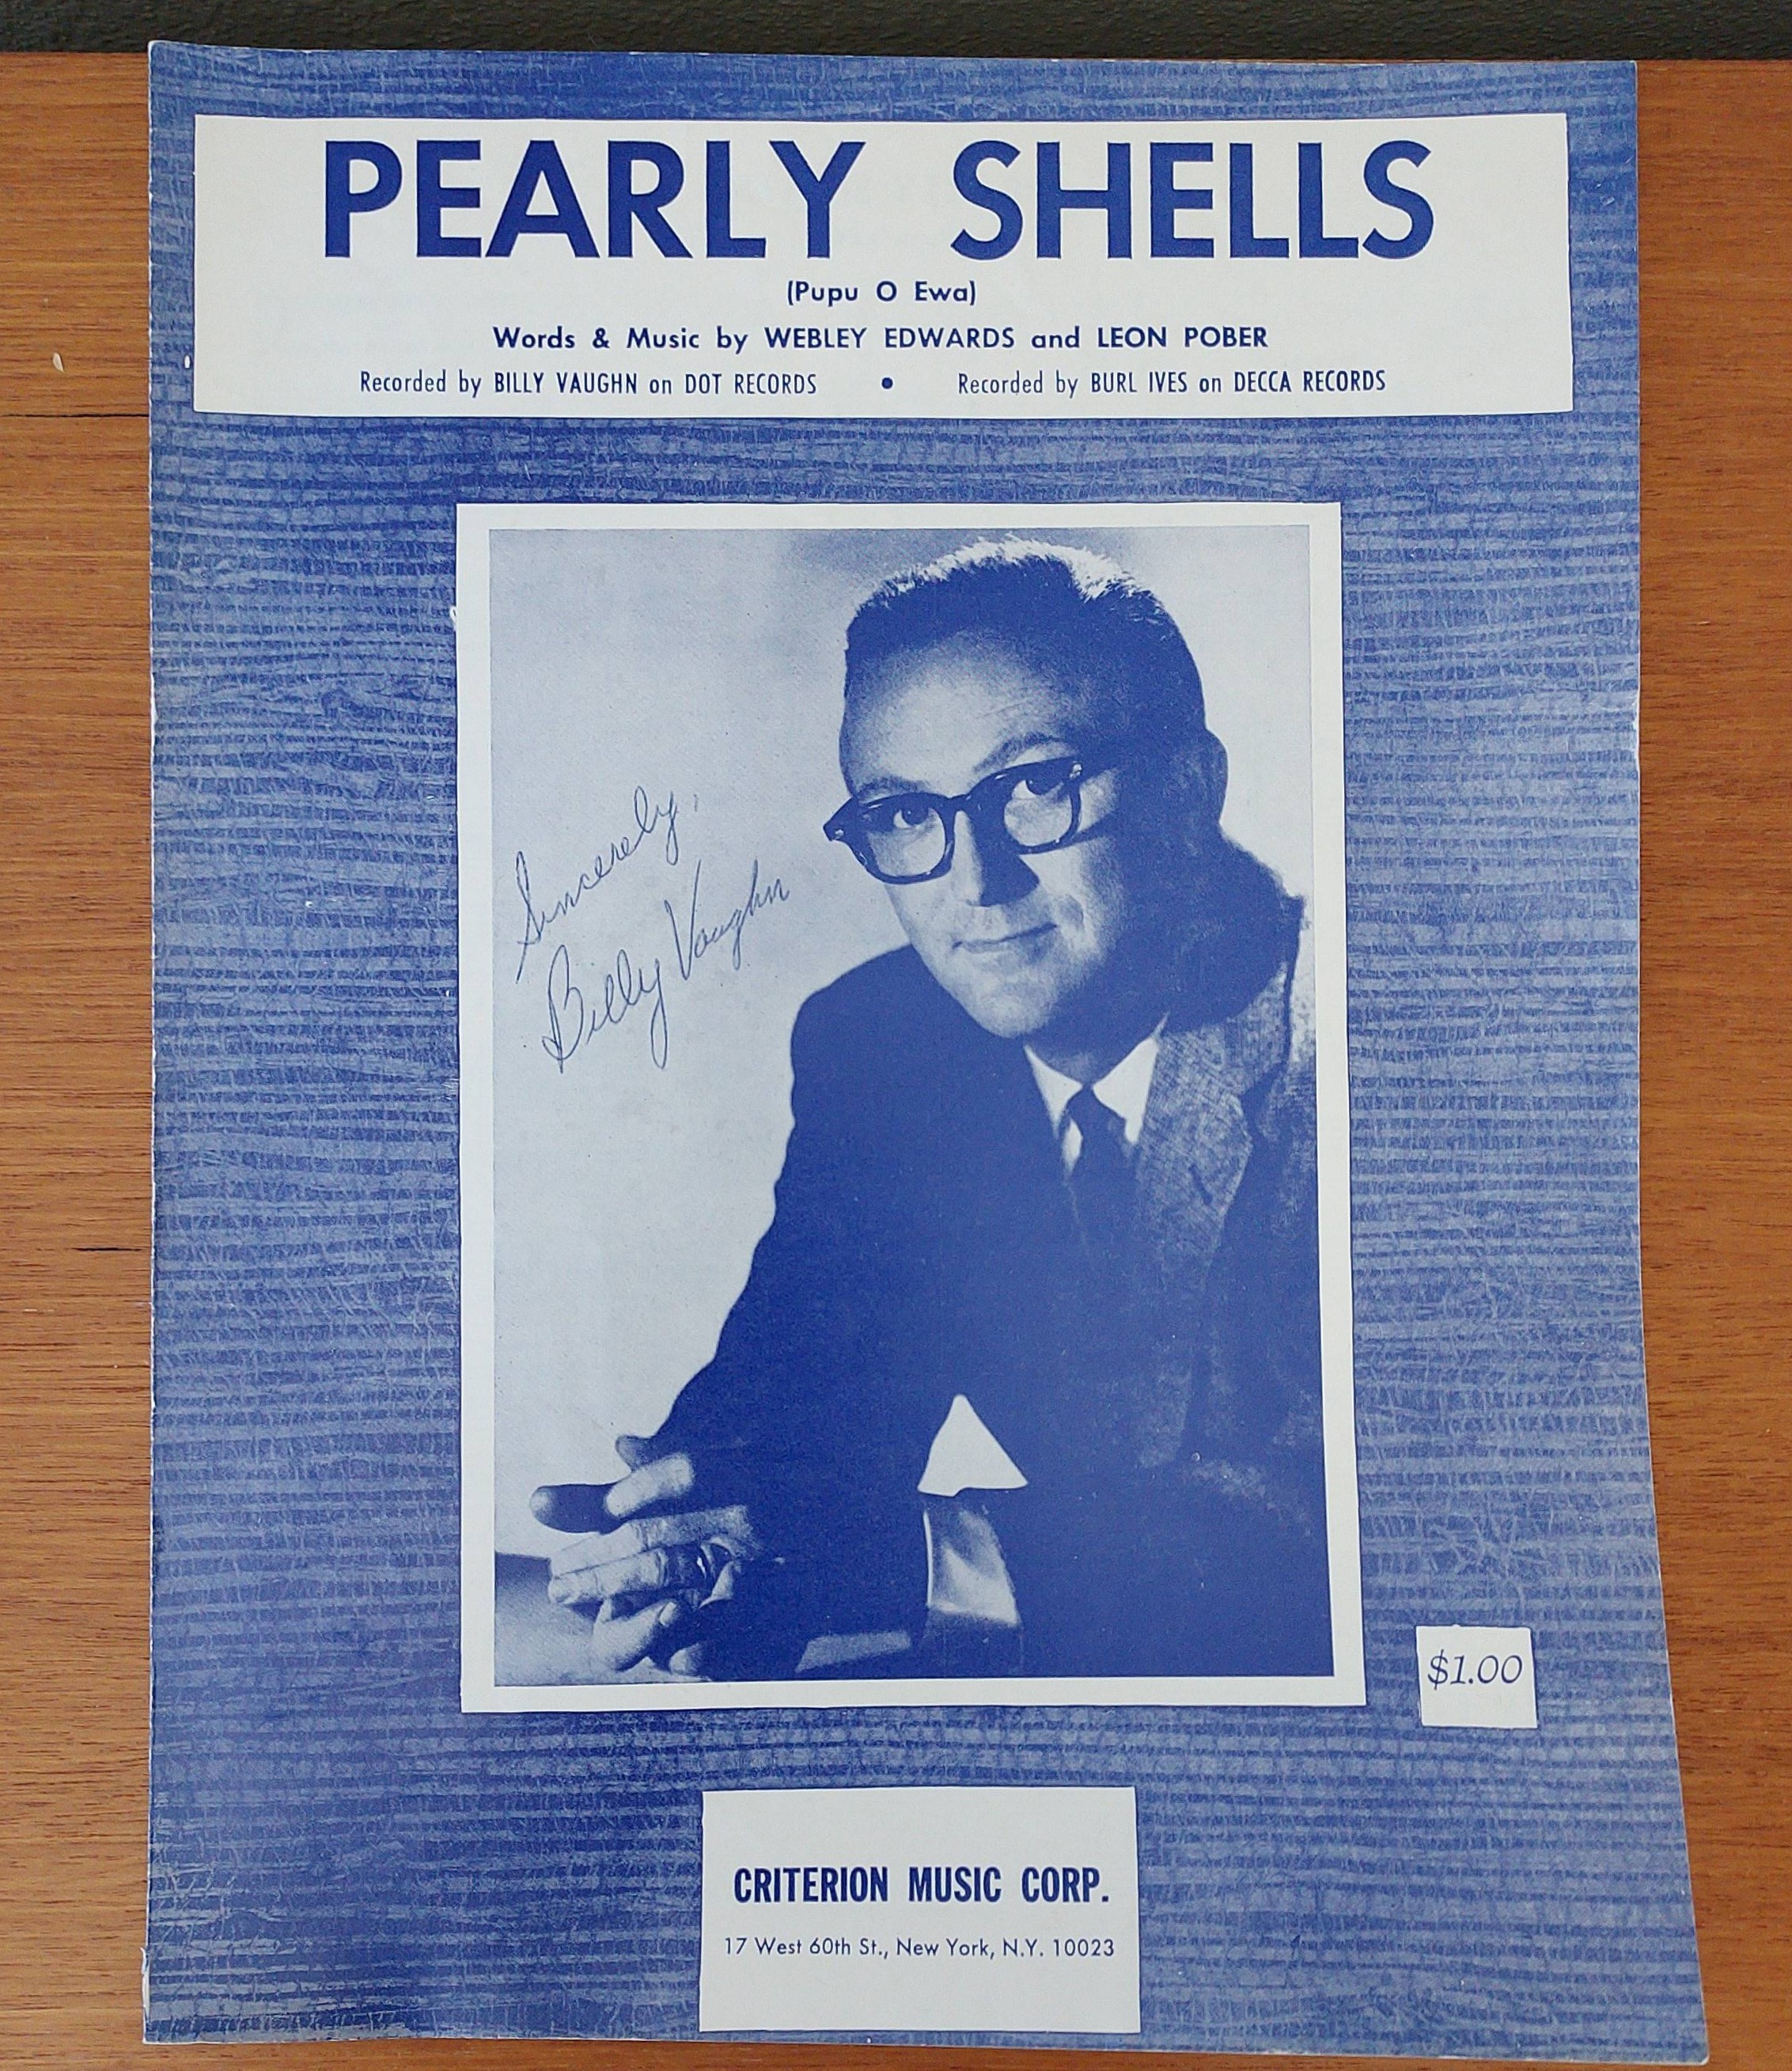 PEARLY SHELLS
(Pupu O Ewa)
Words & Music by WEBLEY EDWARDS and LEON POBER
Recorded by BILLY VAUGHN on DOT RECORDS • Recorded by BURL IVES on DECCA RECORDS
Sincerely,
Billy Vaughn
$1.00
CRITERION MUSIC CORP.
17 West 60th St., New York, N.Y. 10023